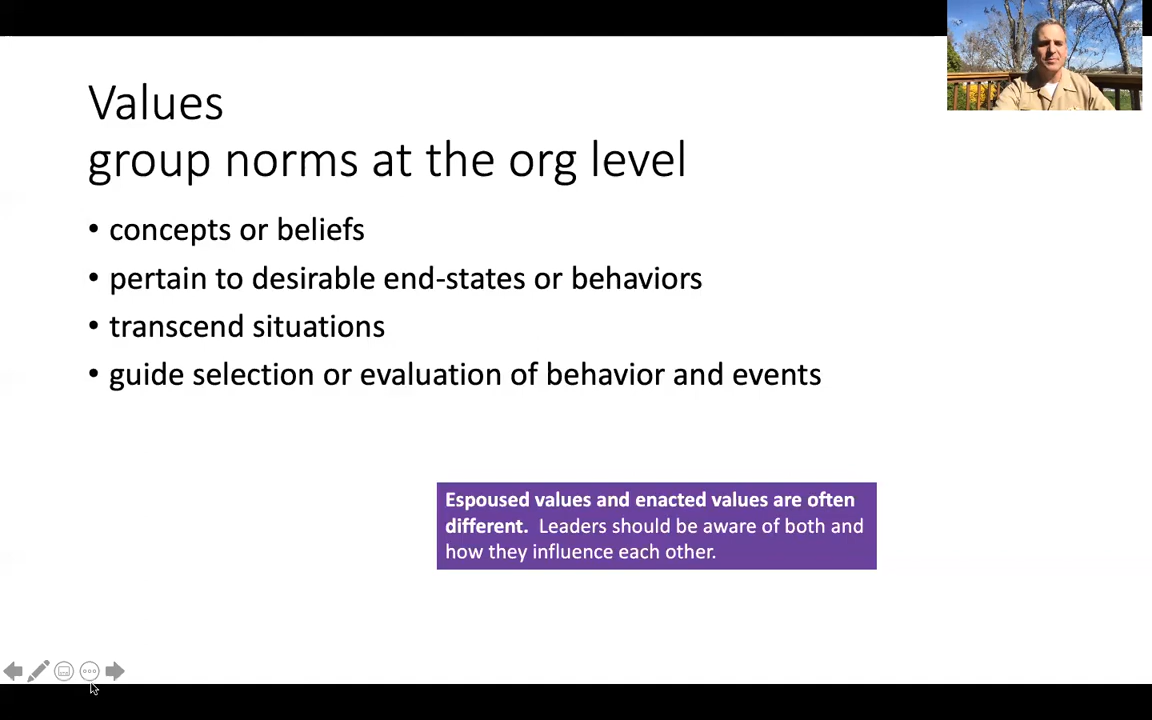 Values
group norms at the org level
• concepts or beliefs
• pertain to desirable end-states or behaviors
• transcend situations
• guide selection or evaluation of behavior and events
Espoused values and enacted values are often
different. Leaders should be aware of both and
how they influence each other.